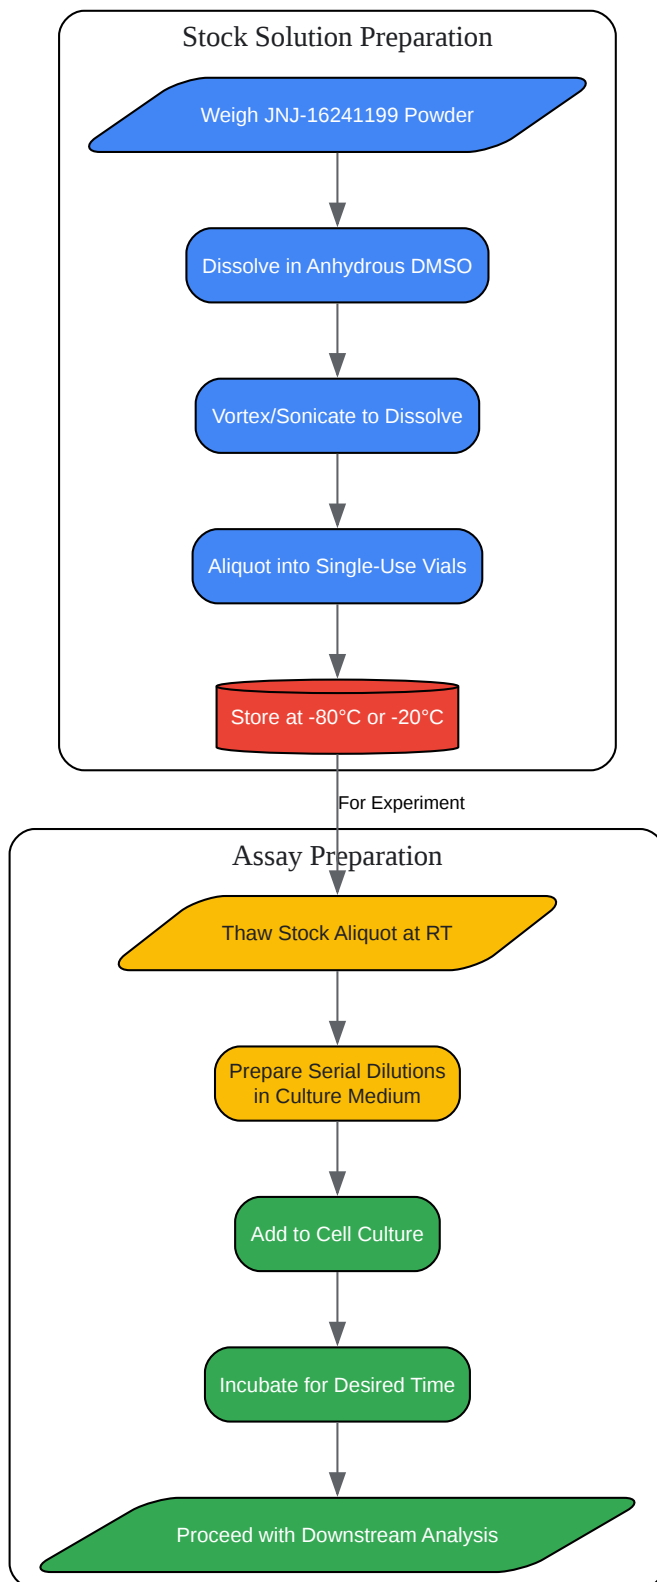 Stock Solution Preparation
Weigh JNJ-16241199 Powder
Dissolve in Anhydrous DMSO
Vortex/Sonicate to Dissolve
Aliquot into Single-Use Vials
Store at -80°C or -20°C
For Experiment
Assay Preparation
Thaw Stock Aliquot at RT
Prepare Serial Dilutions
in Culture Medium
Add to Cell Culture
Incubate for Desired Time
Proceed with Downstream Analysis